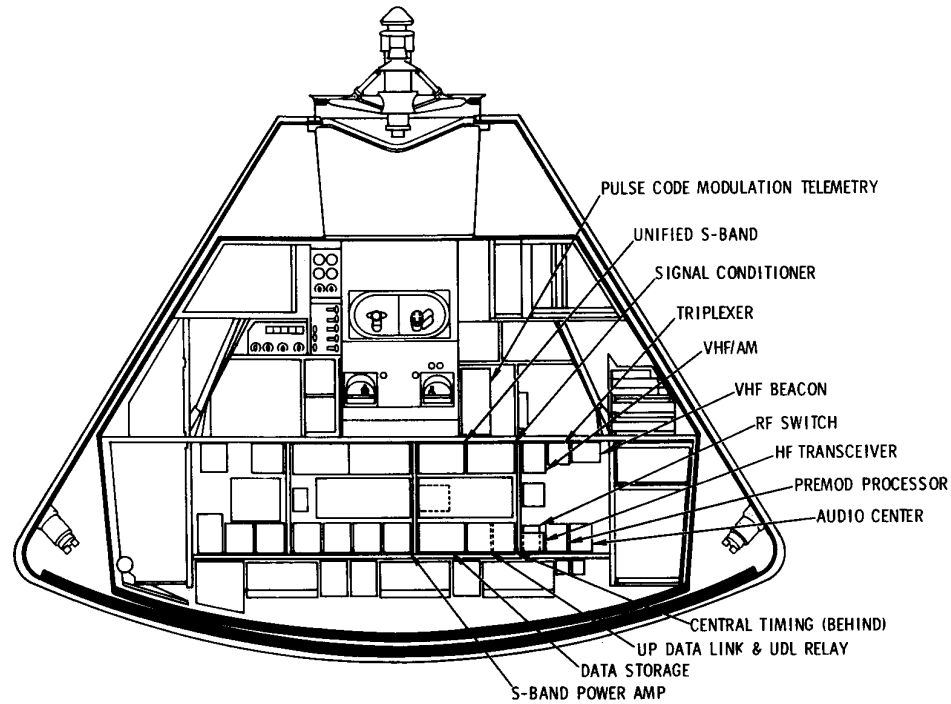 PULSE CODE MODULATION TELEMETRY
UNIFIED S-BAND
SIGNAL CONDITIONER
TRIPLEXER
VHF/AM
VHF BEACON
RF SWITCH
HF TRANSCEIVER
PREMOD PROCESSOR
AUDIO CENTER
CENTRAL TIMING (BEHIND)
UP DATA LINK & UDL RELAY
DATA STORAGE
S-BAND POWER AMP